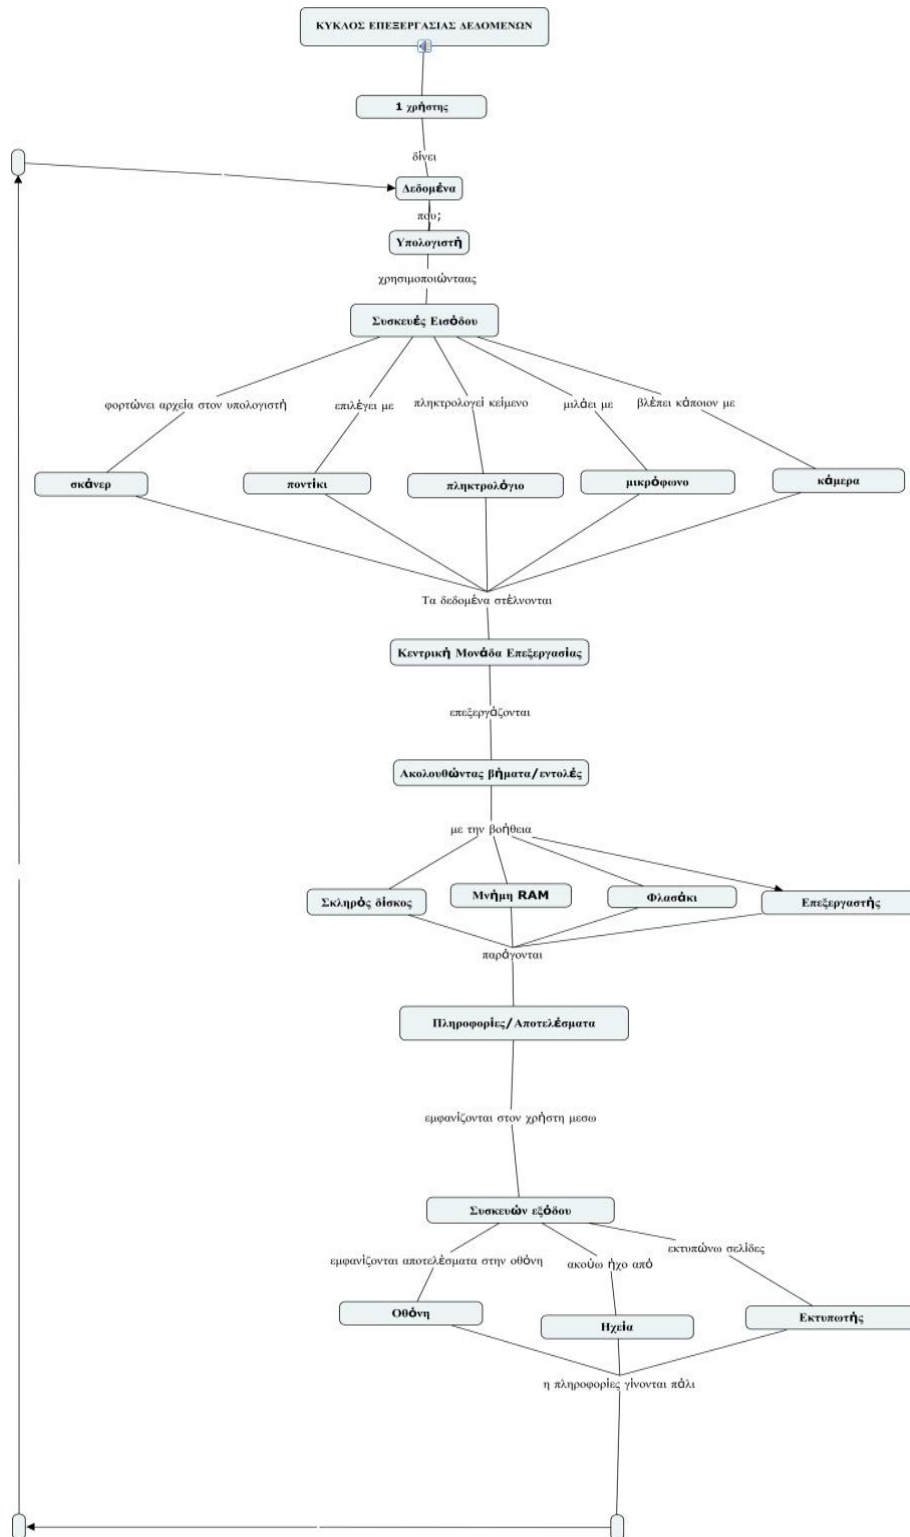 ΚΥΚΛΟΣ ΕΠΕΞΕΡΓΑΣΙΑΣ ΔΕΔΟΜΕΝΩΝ
1 χρήστης
δίνει
Δεδομένα
που;
Υπολογιστή
χρησιμοποιώνταας
Συσκευές Εισόδου
φορτώνει αρχεία στον υπολογιστή
επιλέγει με
πληκτρολογεί κείμενο
μιλάει με
βλέπει κάποιον με
σκάνερ
ποντίκι
πληκτρολόγιο
μικρόφωνο
κάμερα
Τα δεδομένα στέλνονται
Κεντρική Μονάδα Επεξεργασίας
επεξεργάζονται
Ακολουθώντας βήματα/εντολές
με την βοήθεια
Σκληρός δίσκος
Μνήμη RAM
Φλασάκι
Επεξεργαστής
παράγονται
Πληροφορίες/Αποτελέσματα
εμφανίζονται στον χρήστη μεσω
Συσκευών εξόδου
εμφανίζονται αποτελέσματα στην οθόνη
ακούω ήχο από
εκτυπώνω σελίδες
Οθόνη
Ηχεία
Εκτυπωτής
η πληροφορίες γίνονται πάλι